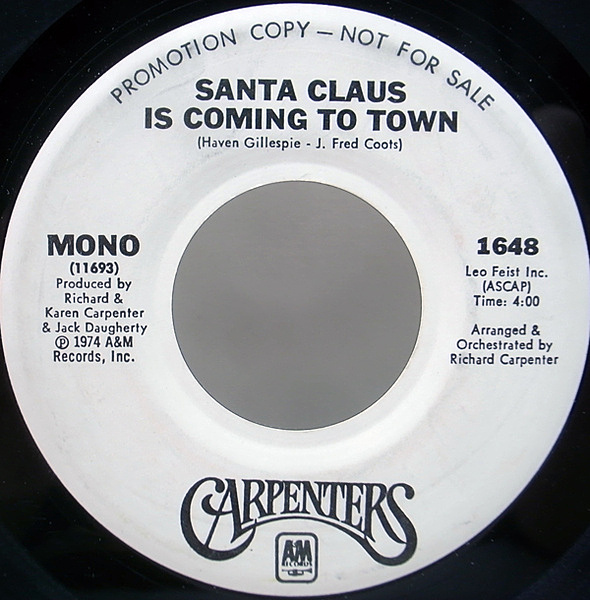 PROMOTION COPY — NOT FOR SALE
SANTA CLAUS
IS COMING TO TOWN
(Haven Gillespie - J. Fred Coots)
MONO
(11693)
Produced by
Richard &
Karen Carpenter
& Jack Daugherty
Ⓟ 1974 A&M
Records, Inc.
1648
Leo Feist Inc.
(ASCAP)
Time: 4:00
Arranged &
Orchestrated by
Richard Carpenter
CARPENTERS
A&M
RECORDS